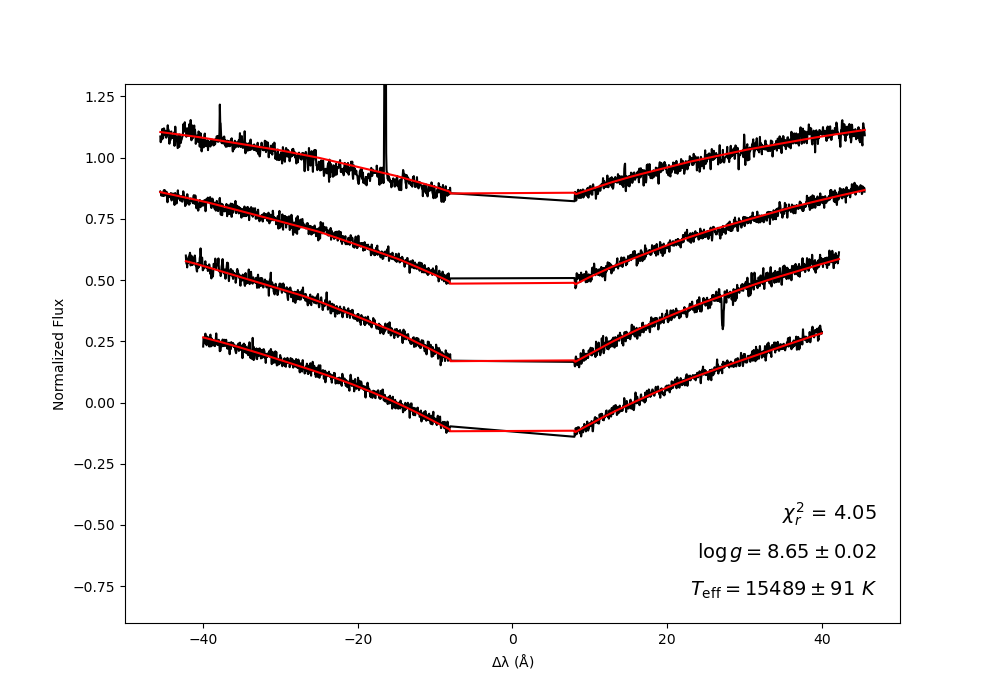 1.25
1.00
0.75
0.50
0.25
0.00
−0.25
−0.50
−0.75
Normalized Flux
χ²ᵣ = 4.05
log g = 8.65 ± 0.02
T_eff = 15489 ± 91 K
−40 −20 0 20 40
Δλ (Å)